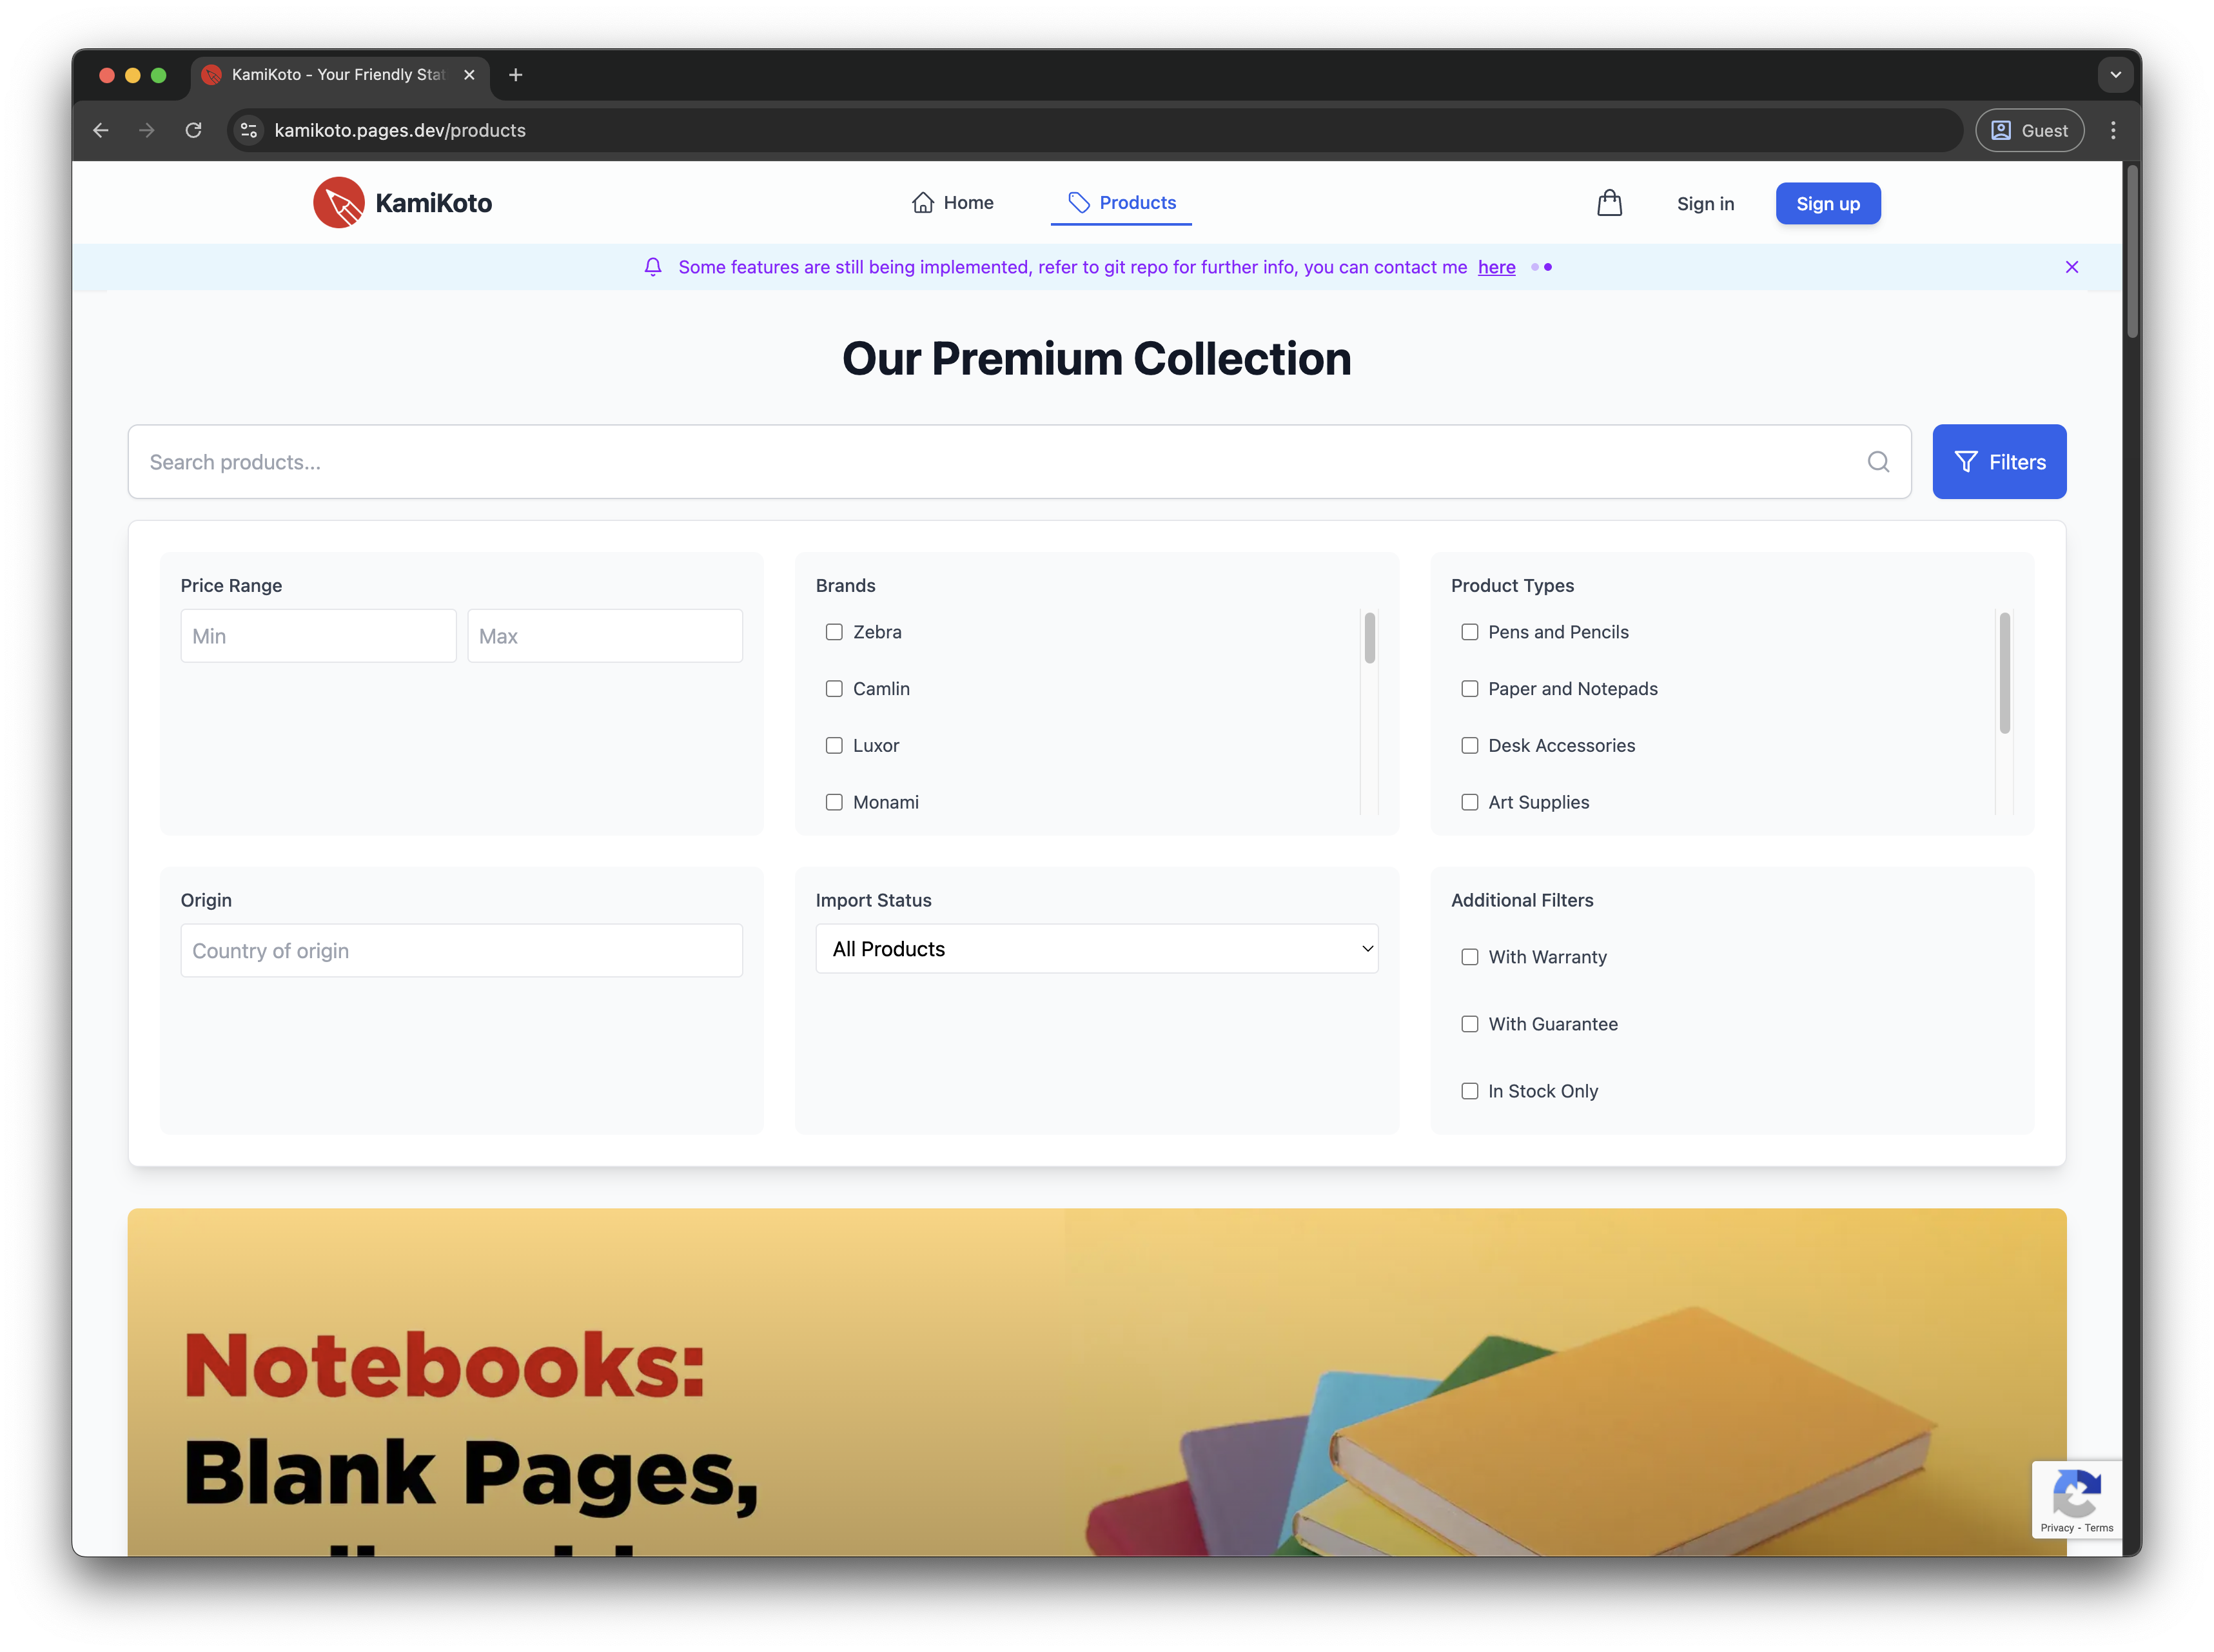 KamiKoto - Your Friendly Stat
kamikoto.pages.dev/products
Guest
KamiKoto
Home
Products
Sign in
Sign up
Some features are still being implemented, refer to git repo for further info, you can contact me here
Our Premium Collection
Search products...
Filters
Price Range
Min
Max
Brands
Zebra
Camlin
Luxor
Monami
Product Types
Pens and Pencils
Paper and Notepads
Desk Accessories
Art Supplies
Origin
Country of origin
Import Status
All Products
Additional Filters
With Warranty
With Guarantee
In Stock Only
Notebooks:
Blank Pages,
Privacy - Terms